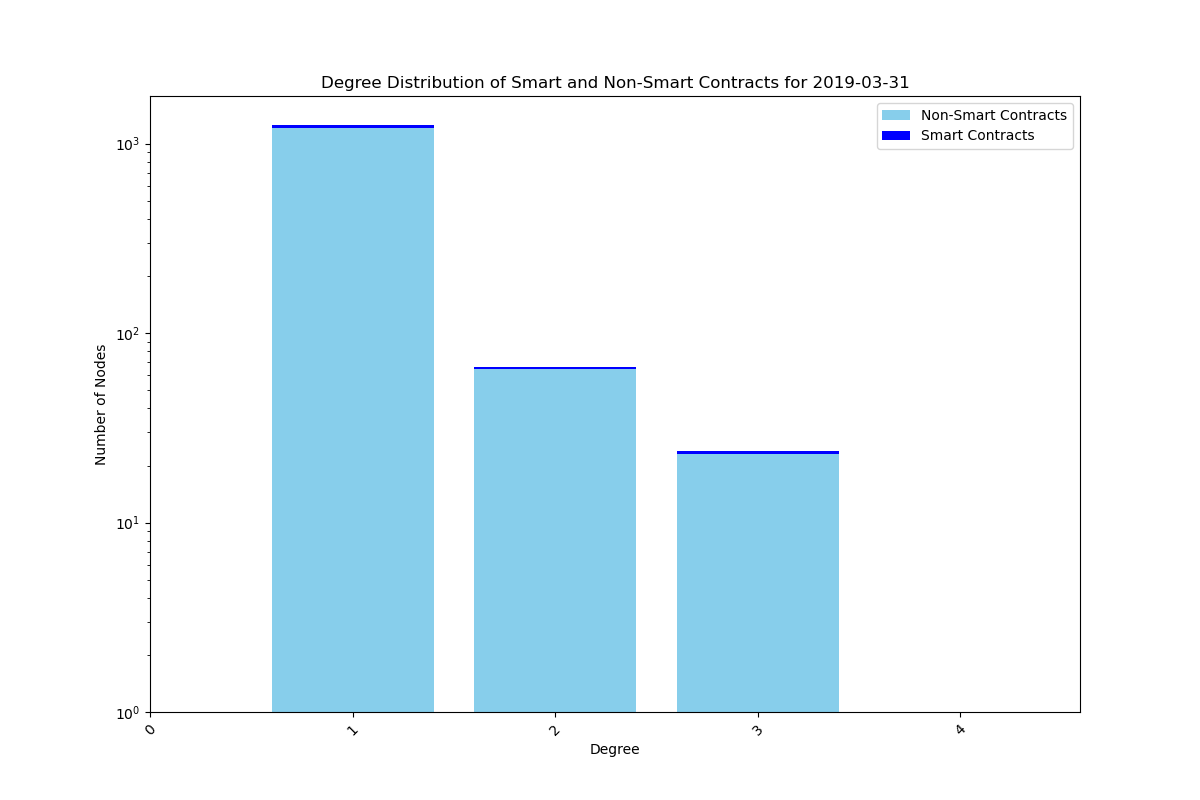 Degree Distribution of Smart and Non-Smart Contracts for 2019-03-31
Non-Smart Contracts
Smart Contracts
10³
10²
10¹
10⁰
Number of Nodes
0
1
2
3
4
Degree